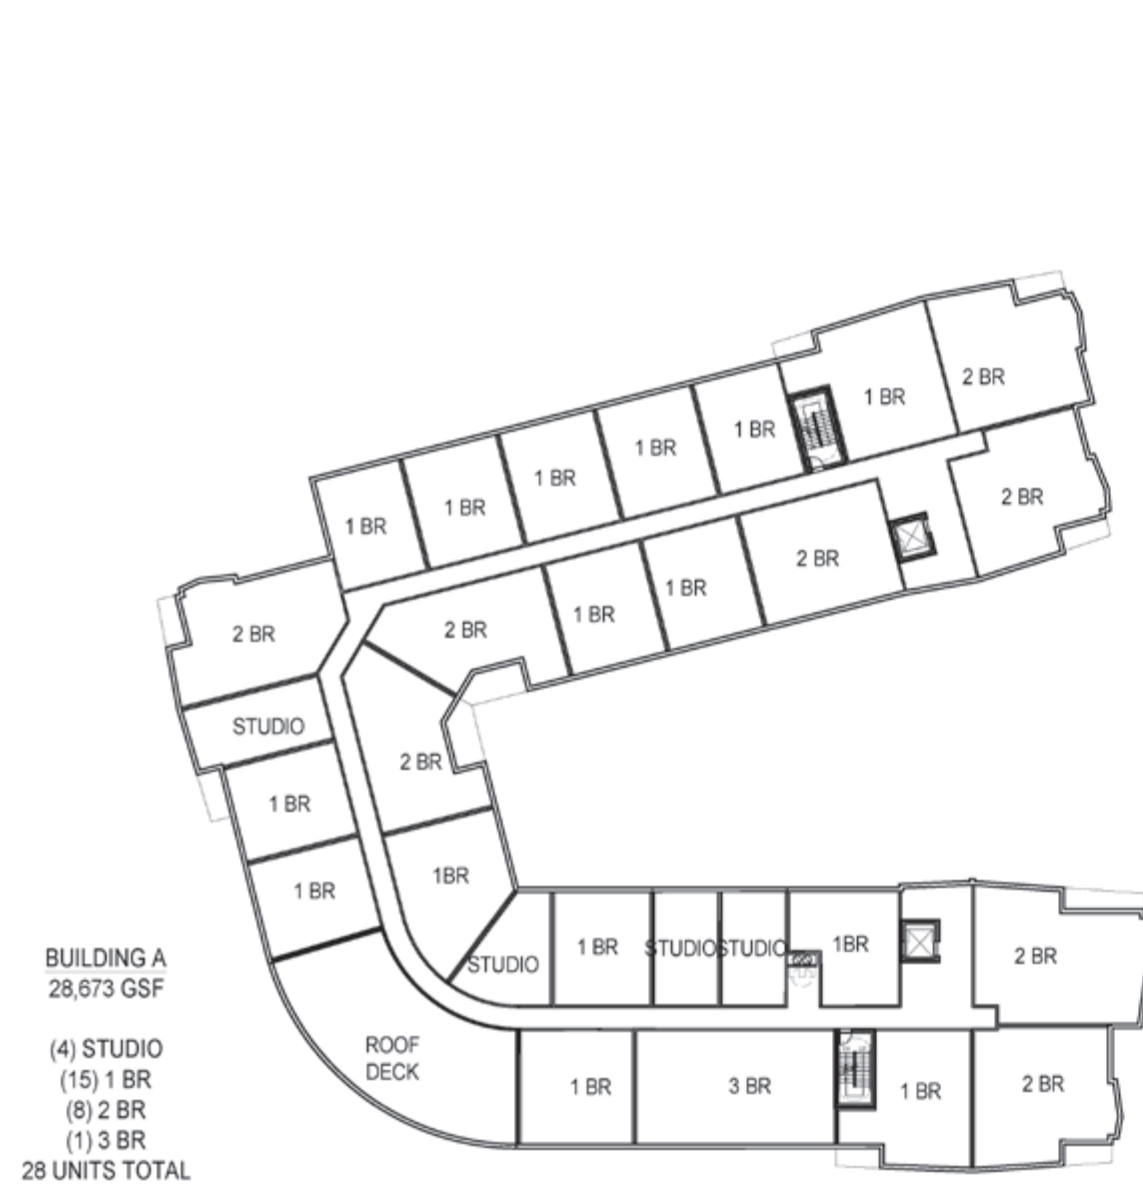 2 BR
1 BR
1 BR
1 BR
1 BR
1 BR
1 BR
2 BR
2 BR
1 BR
1 BR
2 BR
2 BR
STUDIO
2 BR
1 BR
1BR
1 BR
STUDIO
1 BR
STUDIO
STUDIO
1BR
2 BR
ROOF
DECK
1 BR
3 BR
1 BR
2 BR
BUILDING A
28,673 GSF
(4) STUDIO
(15) 1 BR
(8) 2 BR
(1) 3 BR
28 UNITS TOTAL